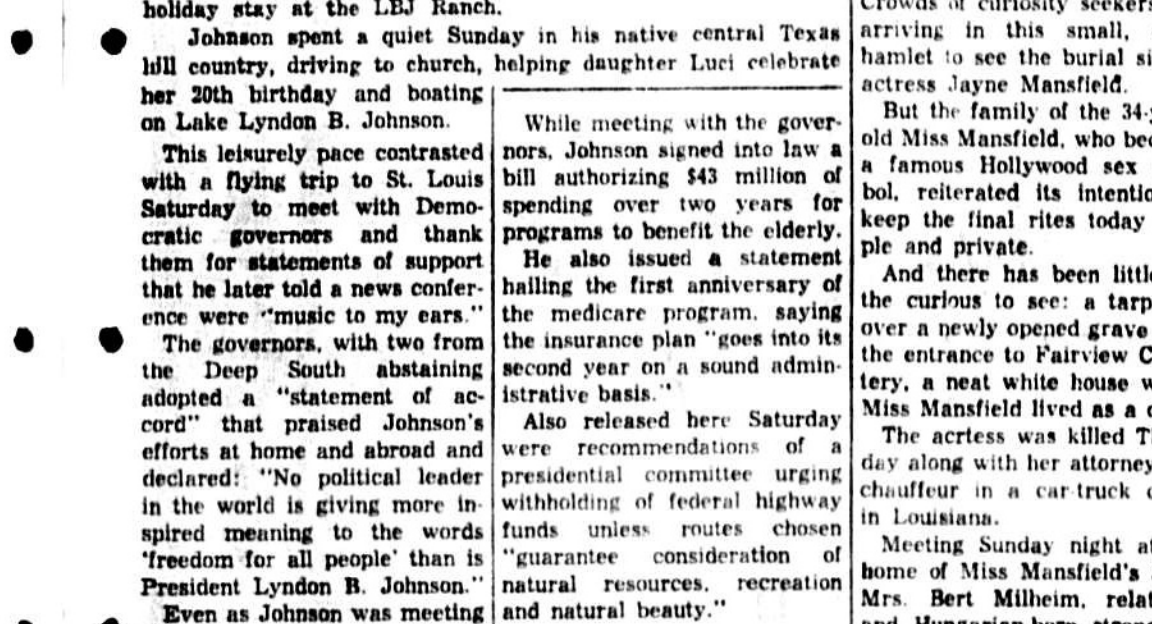 holiday stay at the LBJ Ranch.
Johnson spent a quiet Sunday in his native central Texas
hill country, driving to church, helping daughter Luci celebrate
her 20th birthday and boating
on Lake Lyndon B. Johnson.
This leisurely pace contrasted
with a flying trip to St. Louis
Saturday to meet with Demo-
cratic governors and thank
them for statements of support
that he later told a news confer-
ence were "music to my ears."
The governors, with two from
the Deep South abstaining
adopted a "statement of ac-
cord" that praised Johnson's
efforts at home and abroad and
declared: "No political leader
in the world is giving more in-
spired meaning to the words
'freedom for all people' than is
President Lyndon B. Johnson."
Even as Johnson was meeting
While meeting with the gover-
nors, Johnson signed into law a
bill authorizing $43 million of
spending over two years for
programs to benefit the elderly.
He also issued a statement
hailing the first anniversary of
the medicare program, saying
the insurance plan "goes into its
second year on a sound admin-
istrative basis."
Also released here Saturday
were recommendations of a
presidential committee urging
withholding of federal highway
funds unless routes chosen
"guarantee consideration of
natural resources, recreation
and natural beauty."
Crowds of curiosity seekers
arriving in this small,
hamlet to see the burial si
actress Jayne Mansfield.
But the family of the 34-y
old Miss Mansfield, who bec
a famous Hollywood sex
bol, reiterated its intentio
keep the final rites today
ple and private.
And there has been little
the curious to see: a tarp
over a newly opened grave
the entrance to Fairview C
tery, a neat white house w
Miss Mansfield lived as a c
The acrtess was killed Th
day along with her attorney
chauffeur in a car-truck c
in Louisiana.
Meeting Sunday night at
home of Miss Mansfield's
Mrs. Bert Milheim, relat
and Hungarian-born